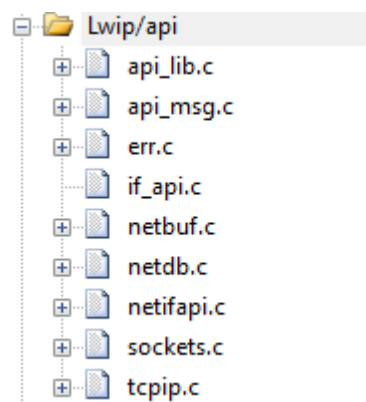 Lwip/api
api_lib.c
api_msg.c
err.c
if_api.c
netbuf.c
netdb.c
netifapi.c
sockets.c
tcpip.c